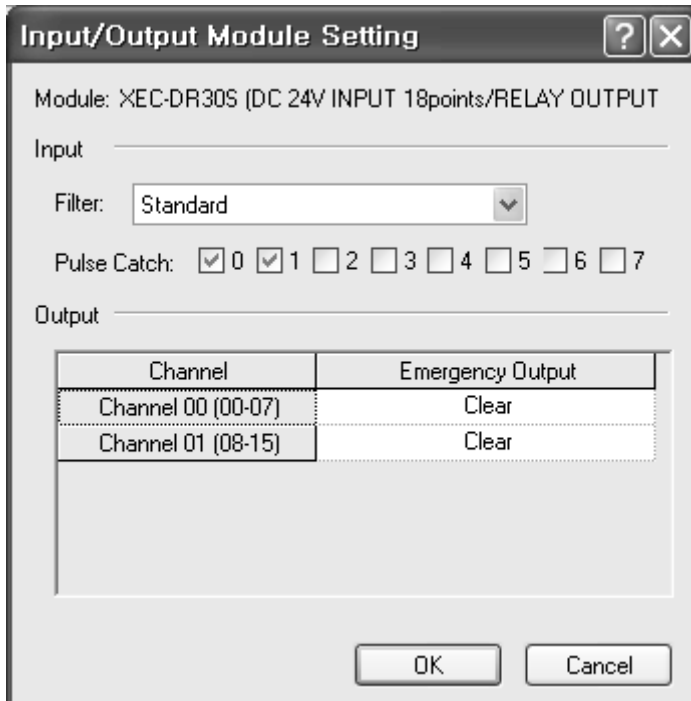 Input/Output Module Setting
Module: XEC-DR30S (DC 24V INPUT 18points/RELAY OUTPUT
Input
Filter: Standard
Pulse Catch: 0 1 2 3 4 5 6 7
Output
Channel Emergency Output
Channel 00 (00-07) Clear
Channel 01 (08-15) Clear
OK Cancel